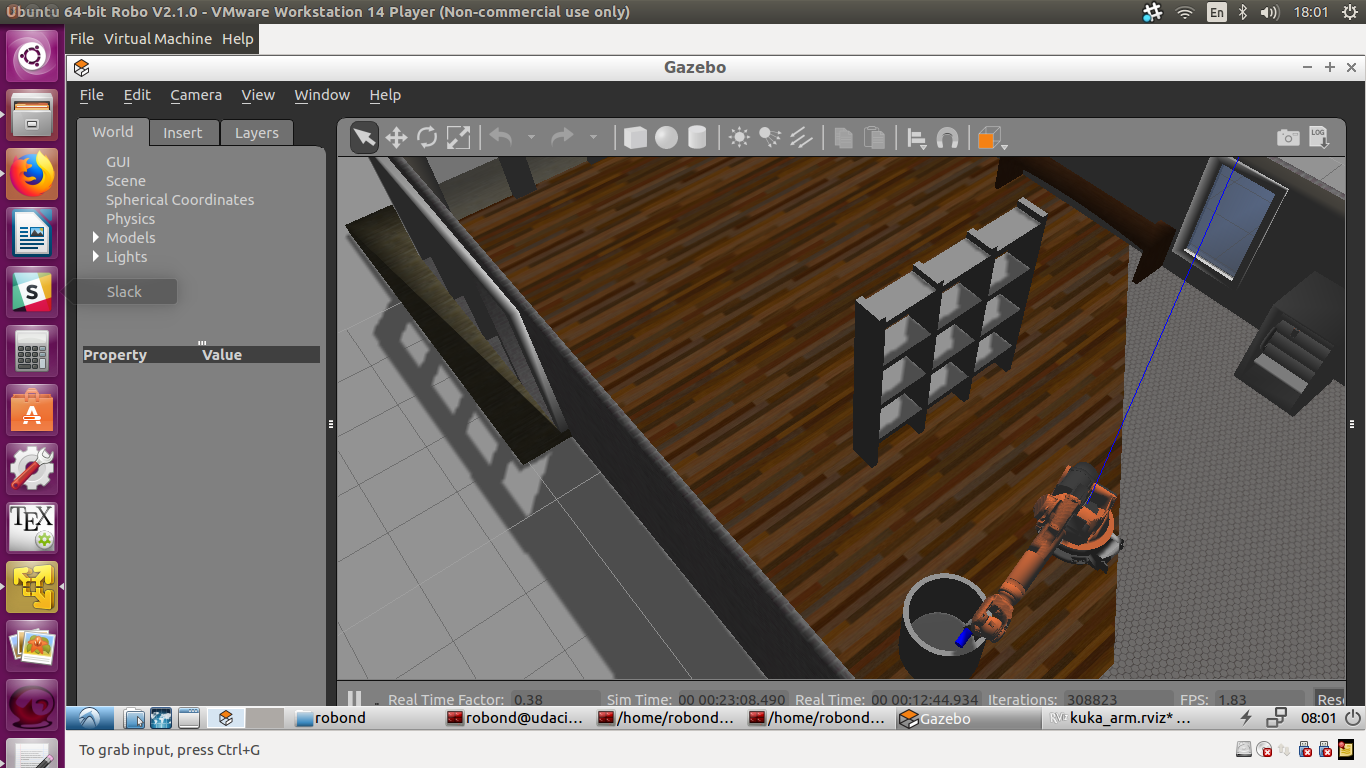 Ubuntu 64-bit Robo V2.1.0 - VMware Workstation 14 Player (Non-commercial use only)
En
18:01
File Virtual Machine Help
Gazebo
File Edit Camera View Window Help
World Insert Layers
LOG
GUI
Scene
Spherical Coordinates
Physics
Models
Lights
S
Slack
Property Value
A
TEX
Real Time Factor: 0.38 Sim Time: 00 00:23:08.490 Real Time: 00 00:12:44.934 Iterations: 308823 FPS: 1.83 Res
robond robond@udaci... /home/robond... /home/robond... Gazebo kuka_arm.rviz* ... 08:01
To grab input, press Ctrl+G